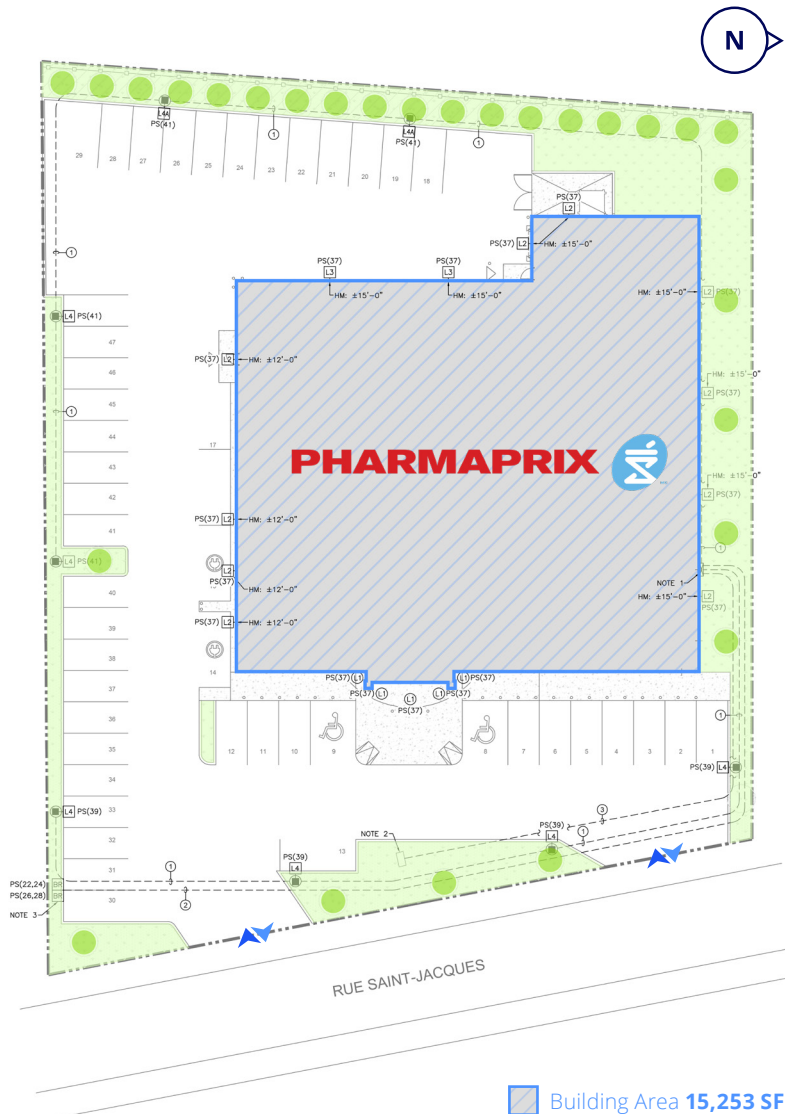 N
L4A
PS(41)
1
L4A
PS(41)
1
29
28
27
26
25
24
23
22
21
20
19
18
PS(37)
L2
PS(37) L2 HM: ±15'-0"
1
PS(37)
L3
HM: ±15'-0"
PS(37)
L3
HM: ±15'-0"
HM: ±15'-0" L2 PS(37)
L4 PS(41)
47
PS(37) L2 HM: ±12'-0"
46
HM: ±15'-0"
L2 PS(37)
45
1
44
17
43
PHARMAPRIX
42
HM: ±15'-0"
L2 PS(37)
41
PS(37) L2 HM: ±12'-0"
1
L4 PS(41)
L2
PS(37)
HM: ±12'-0"
NOTE 1
40
HM: ±15'-0" L2
PS(37)
39
PS(37) L2 HM: ±12'-0"
38
14
37
PS(37) L1
L1 PS(37)
PS(37) L1
L1
PS(37)
L1 PS(37)
36
1
35
12
11
10
9
8
7
6
5
4
3
2
1
34
PS(39) L4
L4 PS(39)
33
3
32
NOTE 2
PS(39)
L4
1
13
PS(39)
L4
31
1
PS(22,24) BR
PS(26,28) BR
30
2
NOTE 3
RUE SAINT-JACQUES
Building Area 15,253 SF